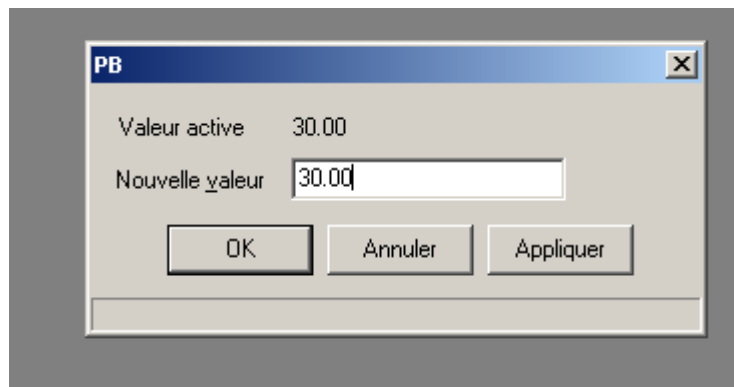 PB
Valeur active 30.00
Nouvelle valeur 30.00
OK Annuler Appliquer